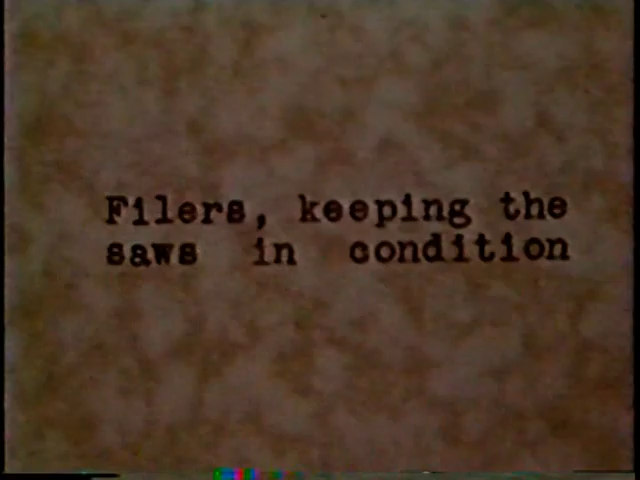 Filers, keeping the
saws in condition